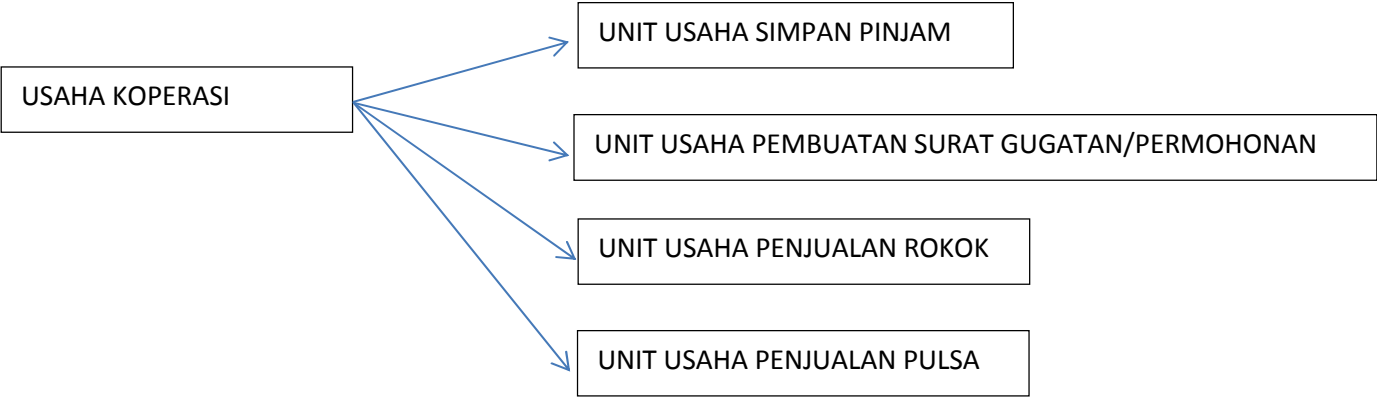 UNIT USAHA SIMPAN PINJAM
USAHA KOPERASI
UNIT USAHA PEMBUATAN SURAT GUGATAN/PERMOHONAN
UNIT USAHA PENJUALAN ROKOK
UNIT USAHA PENJUALAN PULSA